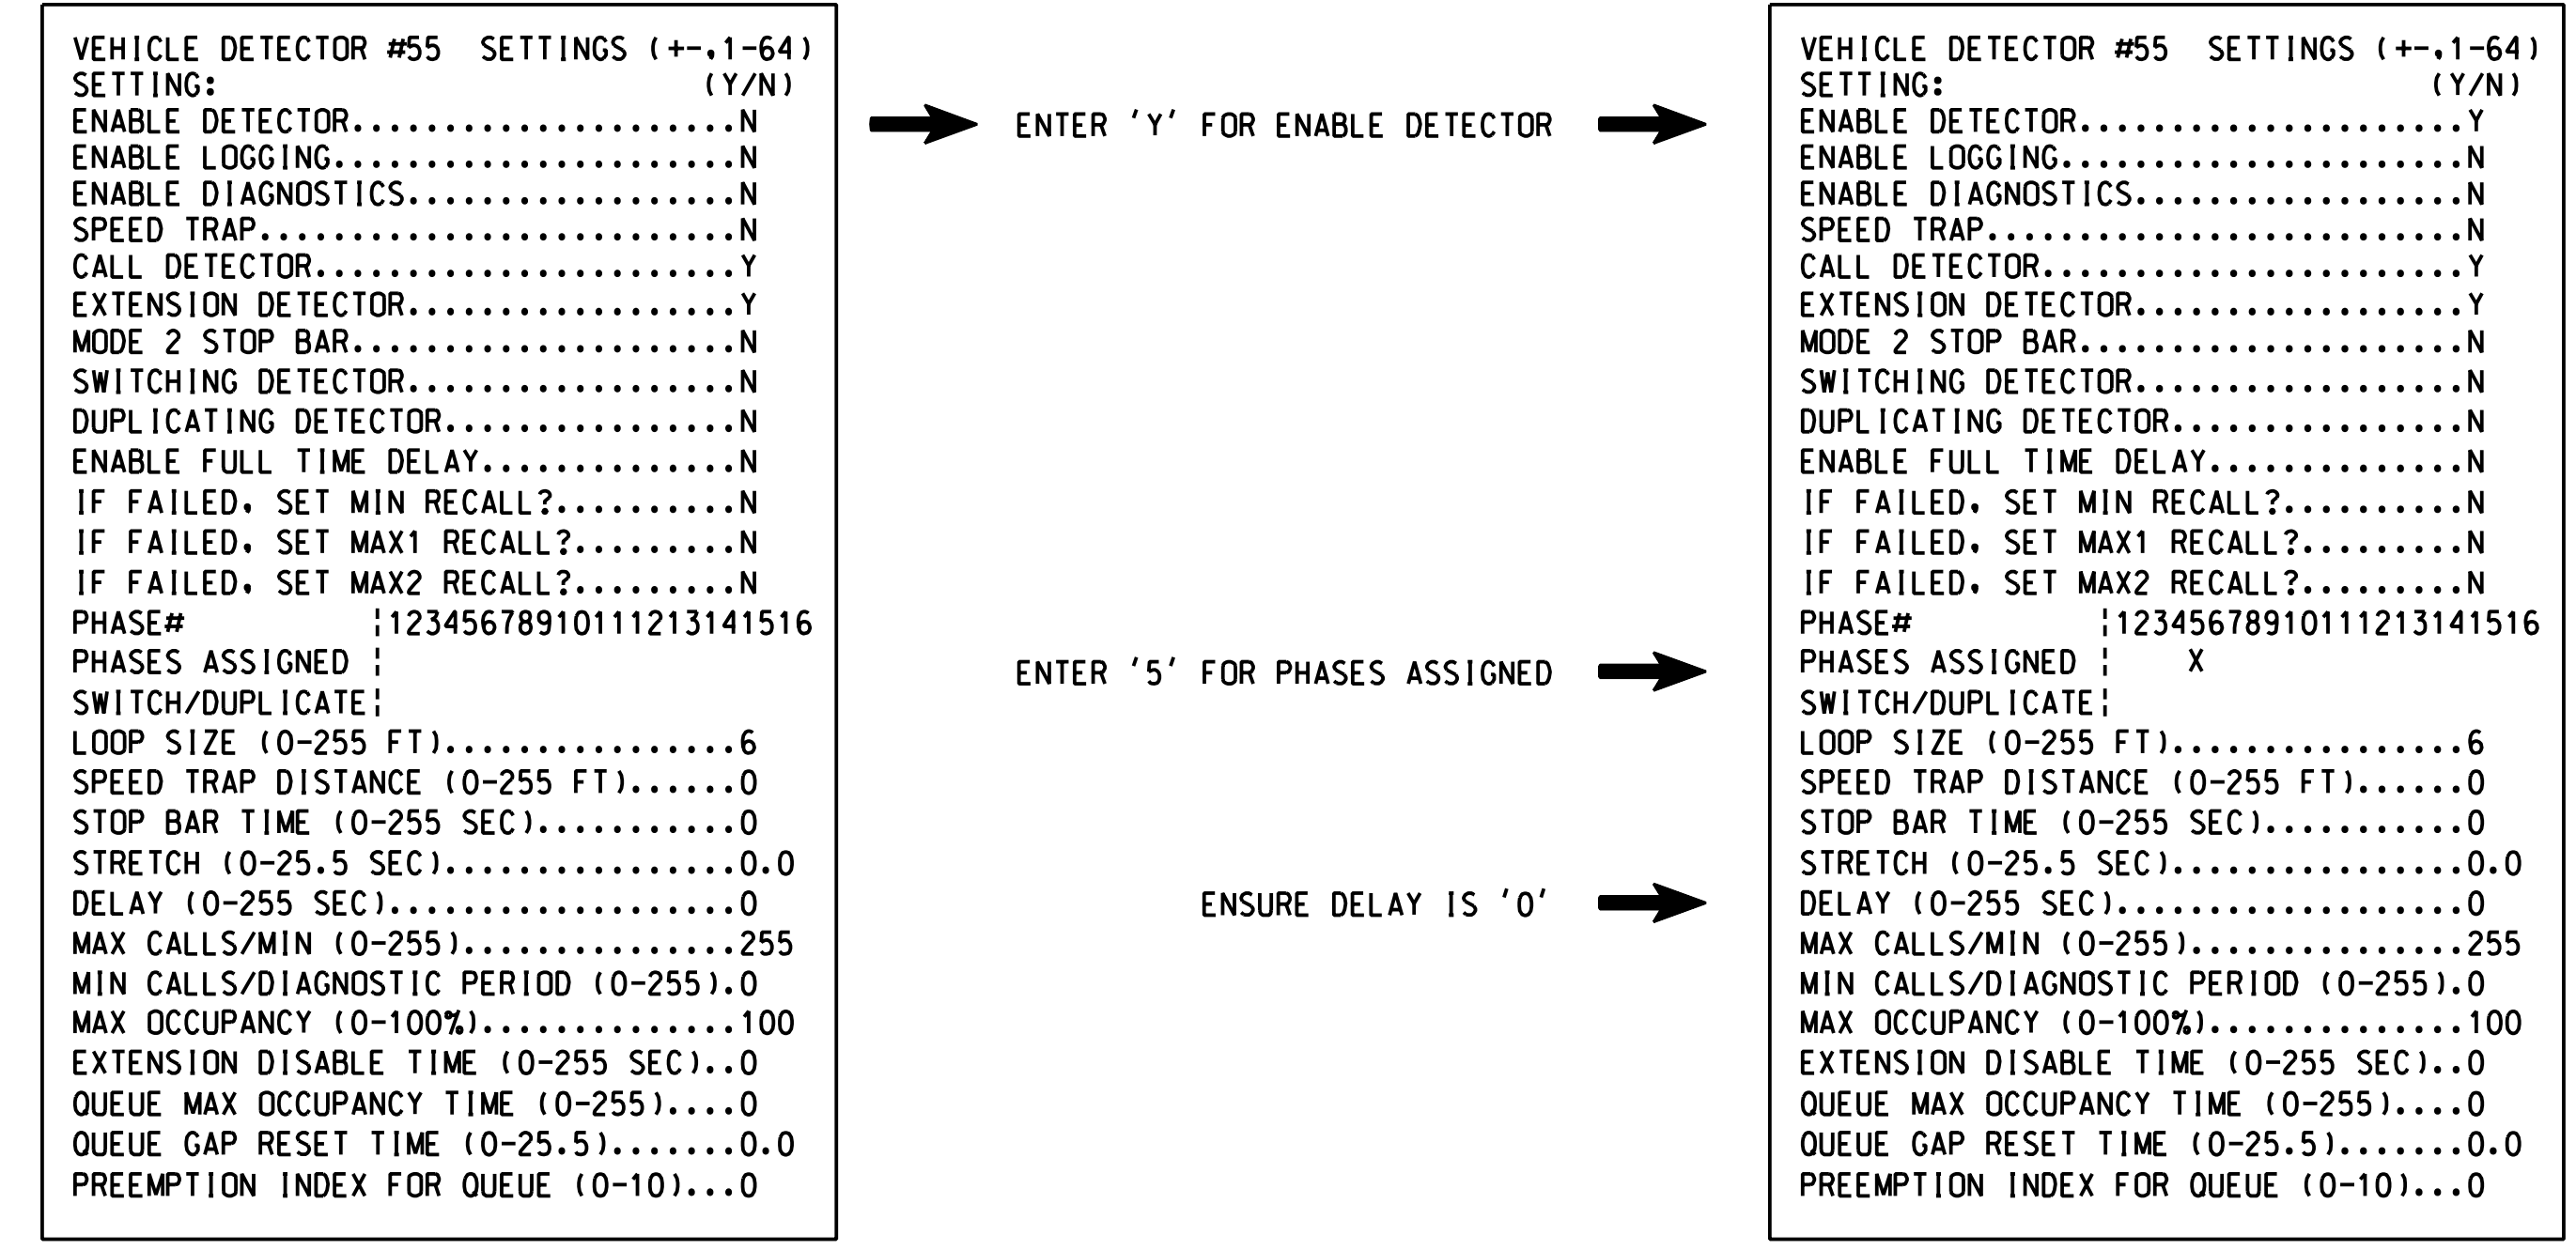 VEHICLE DETECTOR #55 SETTINGS (+-,1-64)
SETTING: (Y/N)
ENABLE DETECTOR.....................N
ENABLE LOGGING......................N
ENABLE DIAGNOSTICS..................N
SPEED TRAP..........................N
CALL DETECTOR.......................Y
EXTENSION DETECTOR..................Y
MODE 2 STOP BAR.....................N
SWITCHING DETECTOR..................N
DUPLICATING DETECTOR................N
ENABLE FULL TIME DELAY..............N
IF FAILED, SET MIN RECALL?..........N
IF FAILED, SET MAX1 RECALL?.........N
IF FAILED, SET MAX2 RECALL?.........N
PHASE# ¦12345678910111213141516
PHASES ASSIGNED ¦
SWITCH/DUPLICATE¦
LOOP SIZE (0-255 FT)................6
SPEED TRAP DISTANCE (0-255 FT)......0
STOP BAR TIME (0-255 SEC)...........0
STRETCH (0-25.5 SEC)................0.0
DELAY (0-255 SEC)...................0
MAX CALLS/MIN (0-255)...............255
MIN CALLS/DIAGNOSTIC PERIOD (0-255).0
MAX OCCUPANCY (0-100%)..............100
EXTENSION DISABLE TIME (0-255 SEC)..0
QUEUE MAX OCCUPANCY TIME (0-255)....0
QUEUE GAP RESET TIME (0-25.5).......0.0
PREEMPTION INDEX FOR QUEUE (0-10)...0
ENTER 'Y' FOR ENABLE DETECTOR
ENTER '5' FOR PHASES ASSIGNED
ENSURE DELAY IS '0'
VEHICLE DETECTOR #55 SETTINGS (+-,1-64)
SETTING: (Y/N)
ENABLE DETECTOR.....................Y
ENABLE LOGGING......................N
ENABLE DIAGNOSTICS..................N
SPEED TRAP..........................N
CALL DETECTOR.......................Y
EXTENSION DETECTOR..................Y
MODE 2 STOP BAR.....................N
SWITCHING DETECTOR..................N
DUPLICATING DETECTOR................N
ENABLE FULL TIME DELAY..............N
IF FAILED, SET MIN RECALL?..........N
IF FAILED, SET MAX1 RECALL?.........N
IF FAILED, SET MAX2 RECALL?.........N
PHASE# ¦12345678910111213141516
PHASES ASSIGNED ¦ X
SWITCH/DUPLICATE¦
LOOP SIZE (0-255 FT)................6
SPEED TRAP DISTANCE (0-255 FT)......0
STOP BAR TIME (0-255 SEC)...........0
STRETCH (0-25.5 SEC)................0.0
DELAY (0-255 SEC)...................0
MAX CALLS/MIN (0-255)...............255
MIN CALLS/DIAGNOSTIC PERIOD (0-255).0
MAX OCCUPANCY (0-100%)..............100
EXTENSION DISABLE TIME (0-255 SEC)..0
QUEUE MAX OCCUPANCY TIME (0-255)....0
QUEUE GAP RESET TIME (0-25.5).......0.0
PREEMPTION INDEX FOR QUEUE (0-10)...0